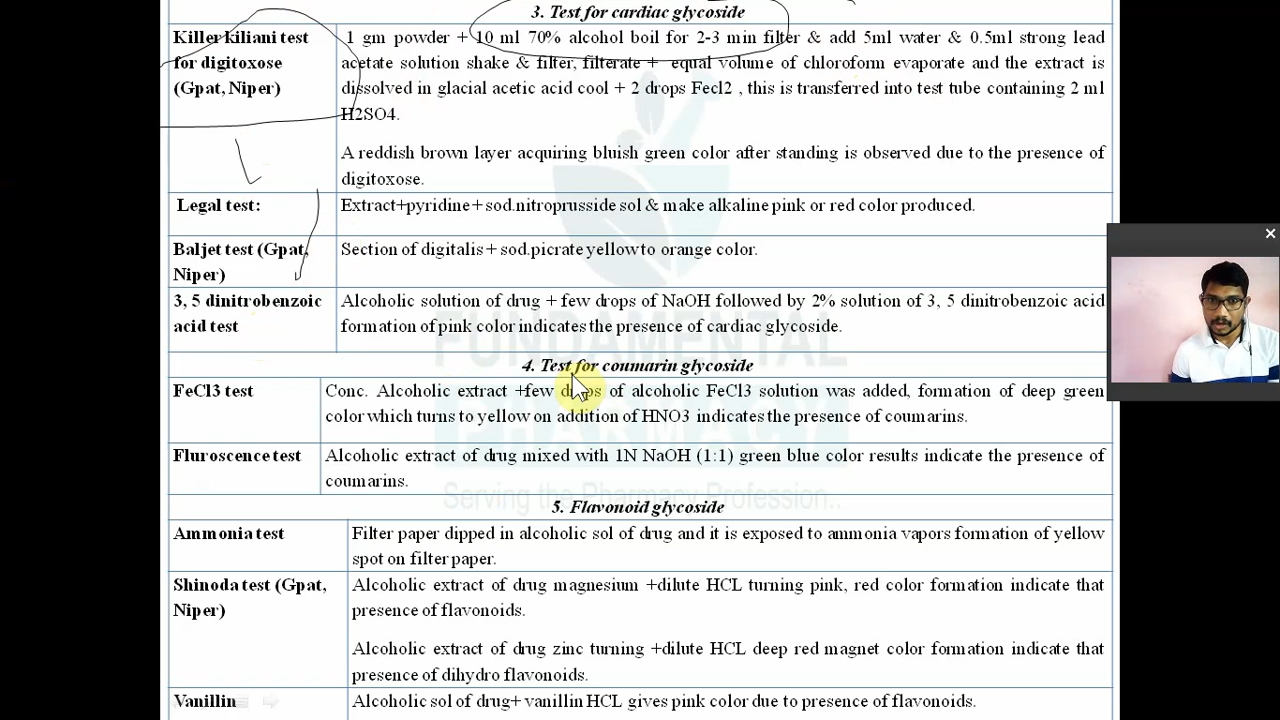 3. Test for cardiac glycoside
Killer kiliani test
for digitoxose
(Gpat, Niper)
1 gm powder + 10 ml 70% alcohol boil for 2-3 min filter & add 5ml water & 0.5ml strong lead
acetate solution shake & filter, filterate + equal volume of chloroform evaporate and the extract is
dissolved in glacial acetic acid cool + 2 drops Fecl2 , this is transferred into test tube containing 2 ml
H2SO4.
A reddish brown layer acquiring bluish green color after standing is observed due to the presence of
digitoxose.
Legal test:
Extract+pyridine+ sod.nitroprusside sol & make alkaline pink or red color produced.
Baljet test (Gpat,
Niper)
Section of digitalis + sod.picrate yellow to orange color.
3, 5 dinitrobenzoic
acid test
Alcoholic solution of drug + few drops of NaOH followed by 2% solution of 3, 5 dinitrobenzoic acid
formation of pink color indicates the presence of cardiac glycoside.
4. Test for coumarin glycoside
FeCl3 test
Conc. Alcoholic extract +few drops of alcoholic FeCl3 solution was added, formation of deep green
color which turns to yellow on addition of HNO3 indicates the presence of coumarins.
Fluroscence test
Alcoholic extract of drug mixed with 1N NaOH (1:1) green blue color results indicate the presence of
coumarins.
5. Flavonoid glycoside
Ammonia test
Filter paper dipped in alcoholic sol of drug and it is exposed to ammonia vapors formation of yellow
spot on filter paper.
Shinoda test (Gpat,
Niper)
Alcoholic extract of drug magnesium +dilute HCL turning pink, red color formation indicate that
presence of flavonoids.
Alcoholic extract of drug zinc turning +dilute HCL deep red magnet color formation indicate that
presence of dihydro flavonoids.
Vanillin
Alcoholic sol of drug+ vanillin HCL gives pink color due to presence of flavonoids.
FUNDAMENTAL
PHARMACY
Serving the Pharmacy Profession..